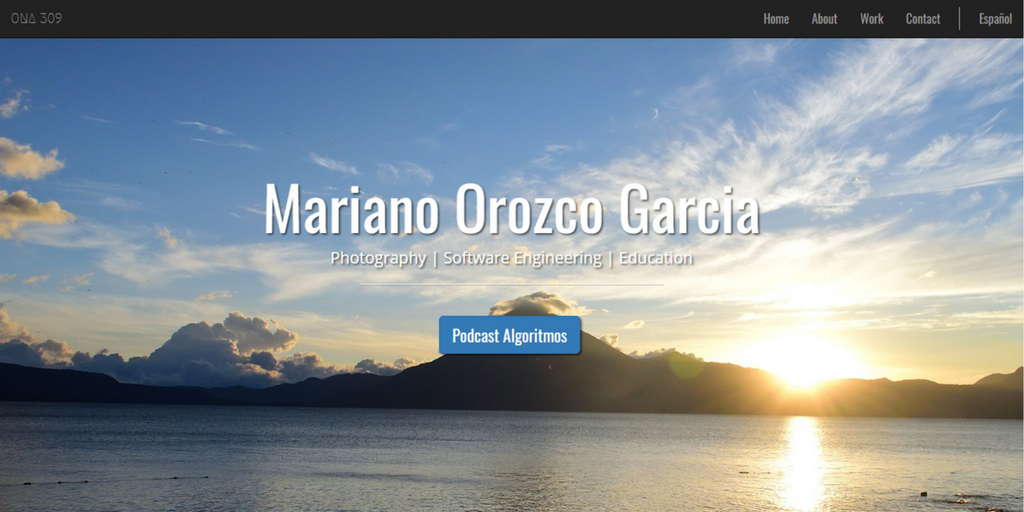 ONA 309
Home About Work Contact Español
Mariano Orozco Garcia
Photography | Software Engineering | Education
Podcast Algoritmos